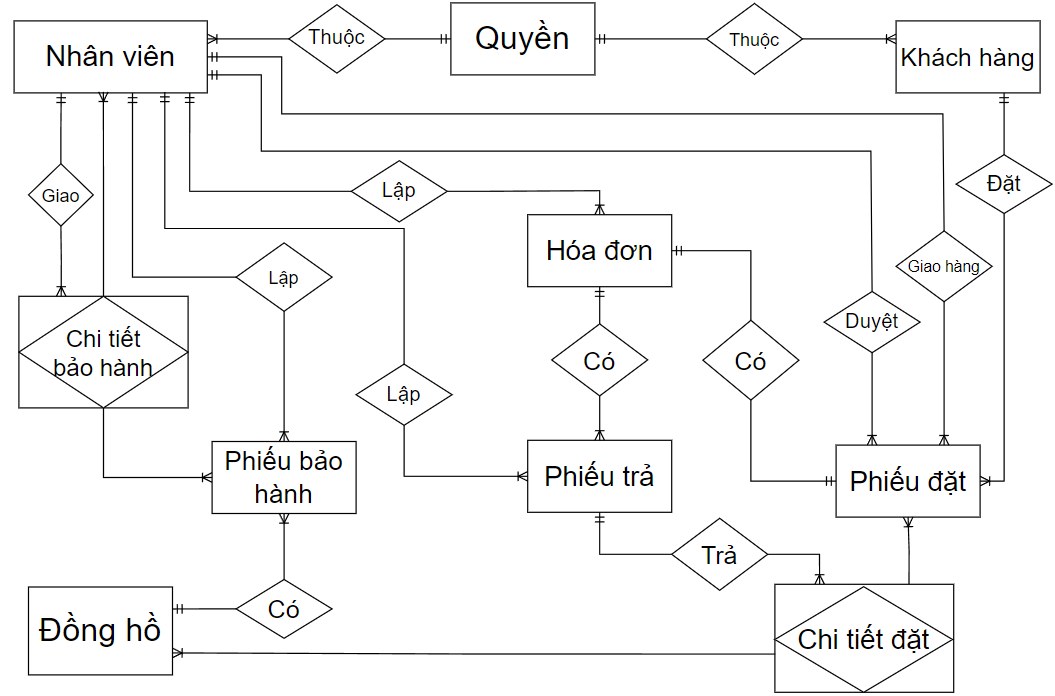 Nhân viên
Thuộc
Quyền
Thuộc
Khách hàng
Giao
Lập
Đặt
Hóa đơn
Giao hàng
Lập
Duyệt
Chi tiết
bảo hành
Có
Có
Lập
Phiếu bảo
hành
Phiếu trả
Phiếu đặt
Trả
Có
Đồng hồ
Chi tiết đặt